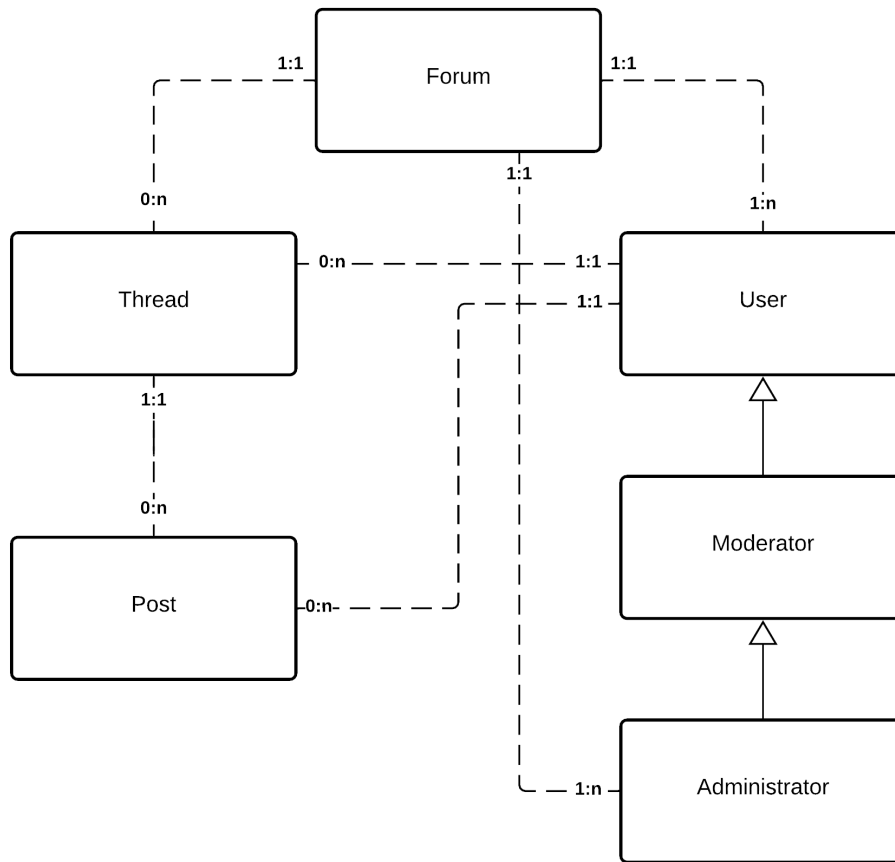 1:1
Forum
1:1
0:n
1:1
1:n
Thread
0:n
1:1
User
1:1
1:1
0:n
Moderator
Post
0:n
Administrator
1:n